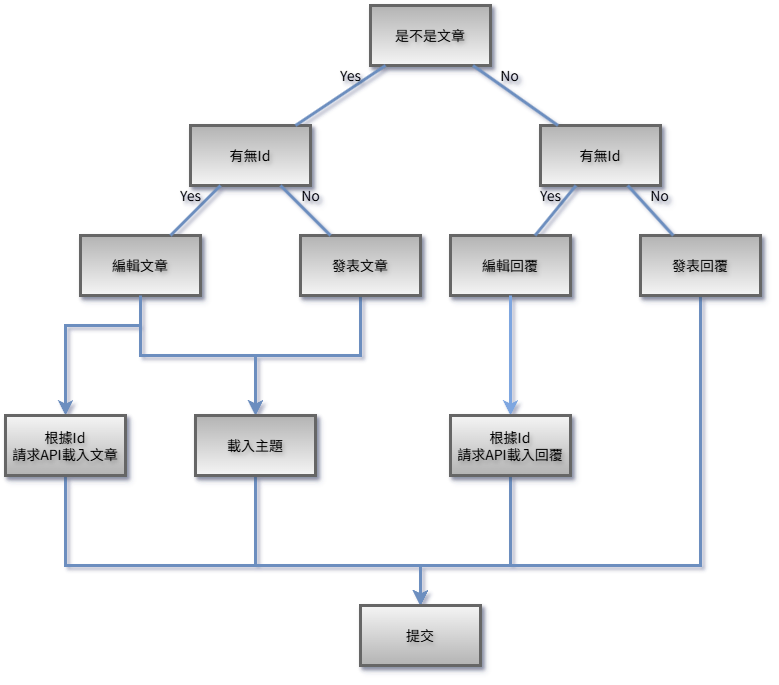 是不是文章
Yes
No
有無Id
有無Id
Yes
No
Yes
No
編輯文章
發表文章
編輯回覆
發表回覆
根據Id
請求API載入文章
載入主題
根據Id
請求API載入回覆
提交